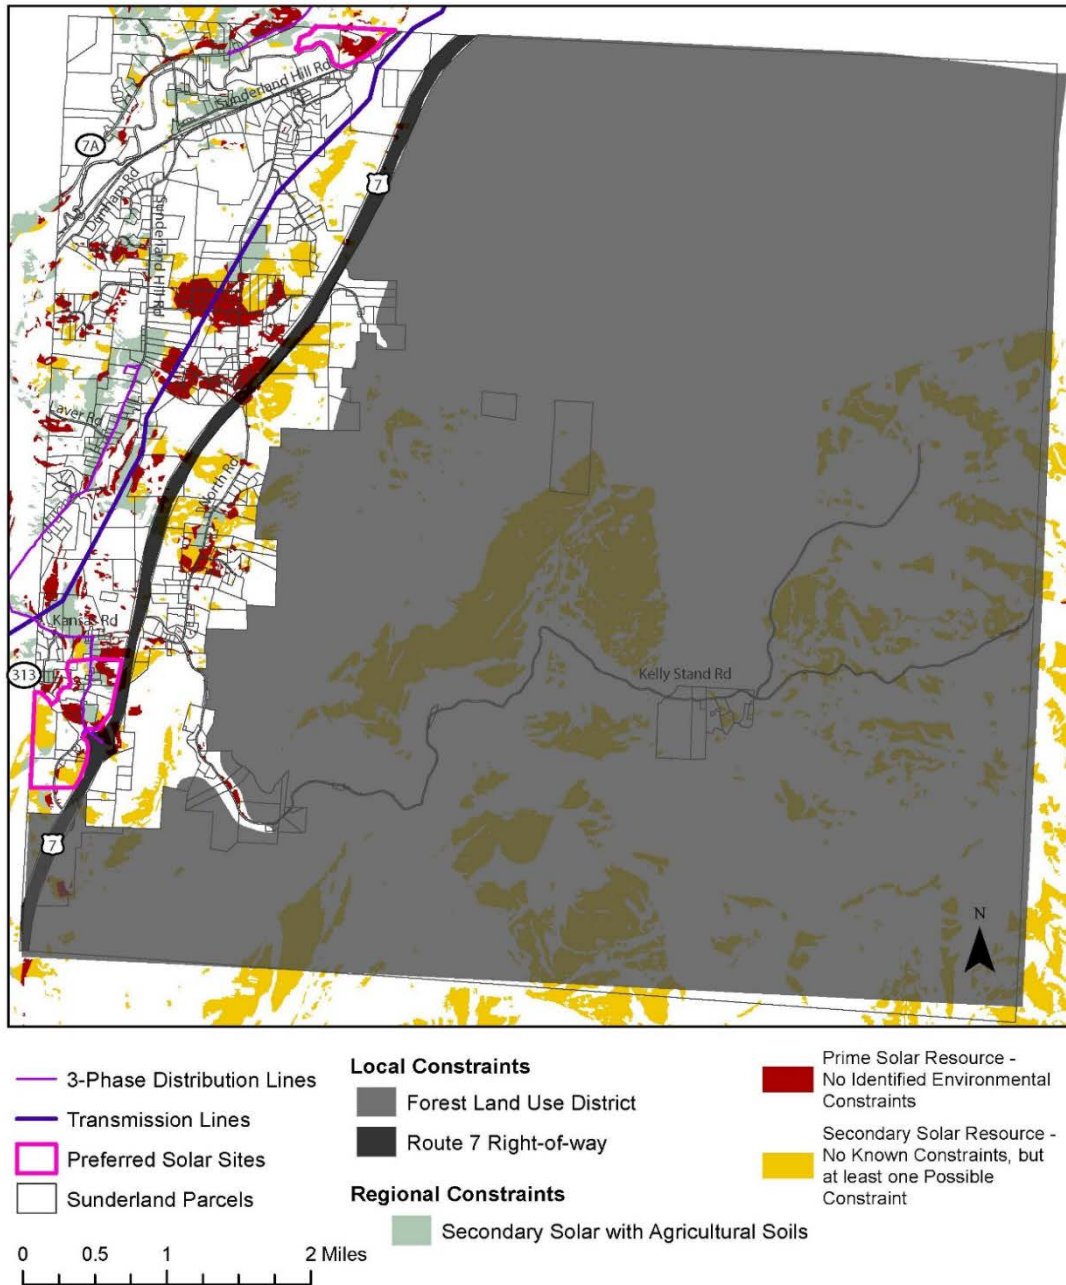 Sunderland Hill Rd
7A
7
Dunham Rd
Sunderland Hill Rd
Laver Rd
North Rd
Kansas Rd
313
Kelly Stand Rd
7
N
3-Phase Distribution Lines
Transmission Lines
Preferred Solar Sites
Sunderland Parcels
0 0.5 1 2 Miles
Local Constraints
Forest Land Use District
Route 7 Right-of-way
Regional Constraints
Secondary Solar with Agricultural Soils
Prime Solar Resource -
No Identified Environmental
Constraints
Secondary Solar Resource -
No Known Constraints, but
at least one Possible
Constraint